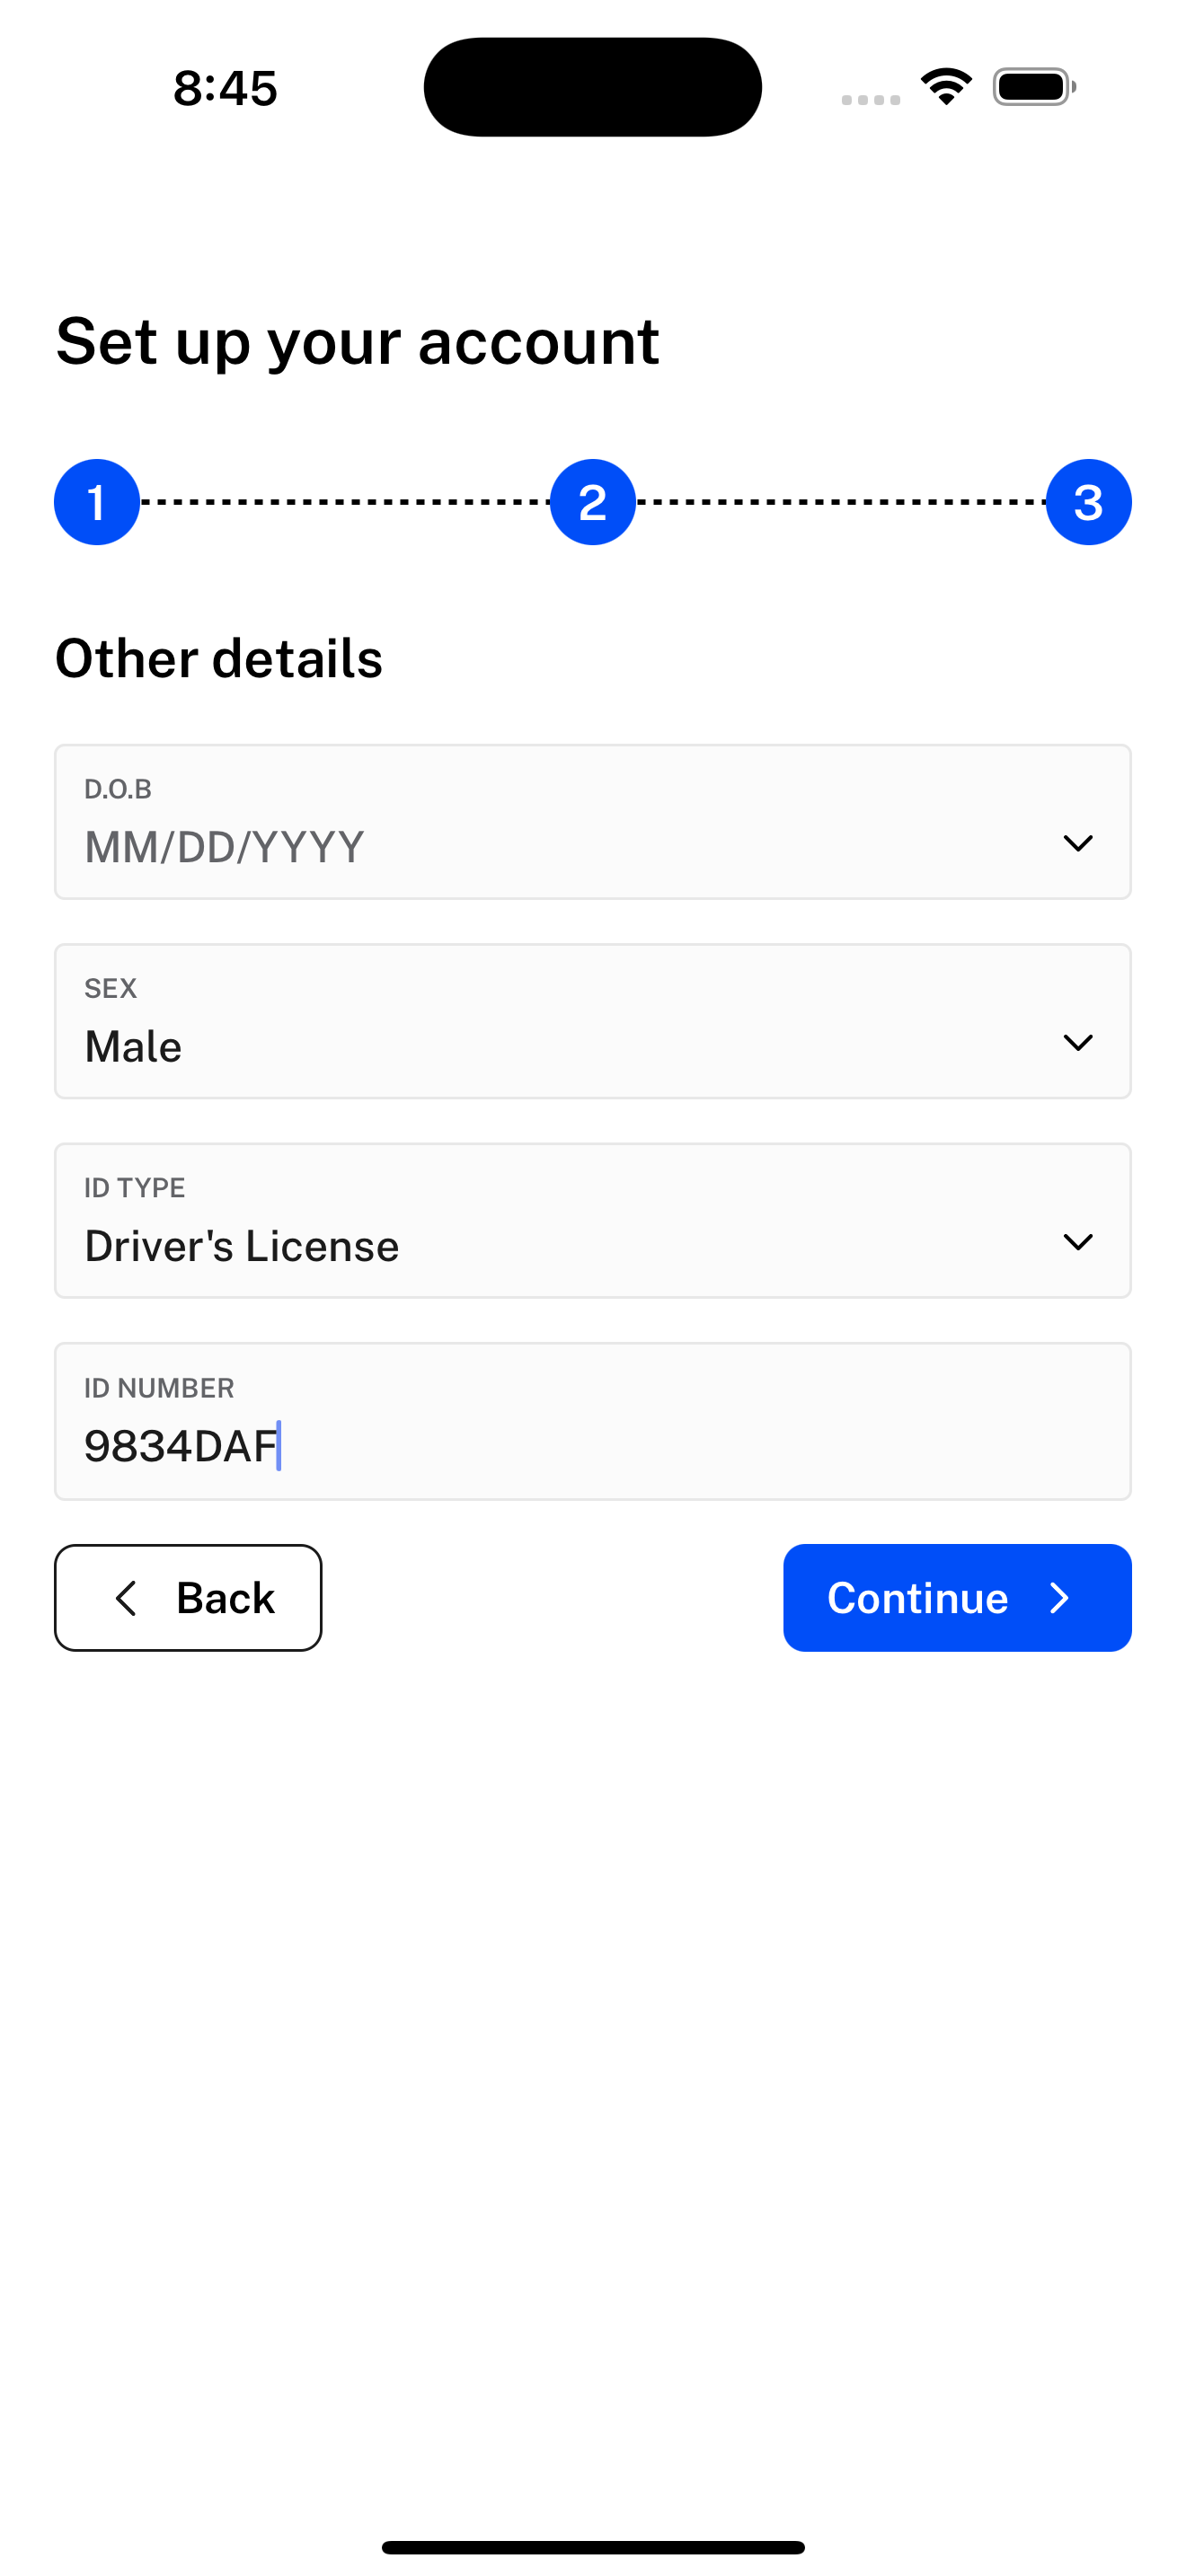 8:45
Set up your account
1 2 3
Other details
D.O.B
MM/DD/YYYY
SEX
Male
ID TYPE
Driver's License
ID NUMBER
9834DAF
Back
Continue